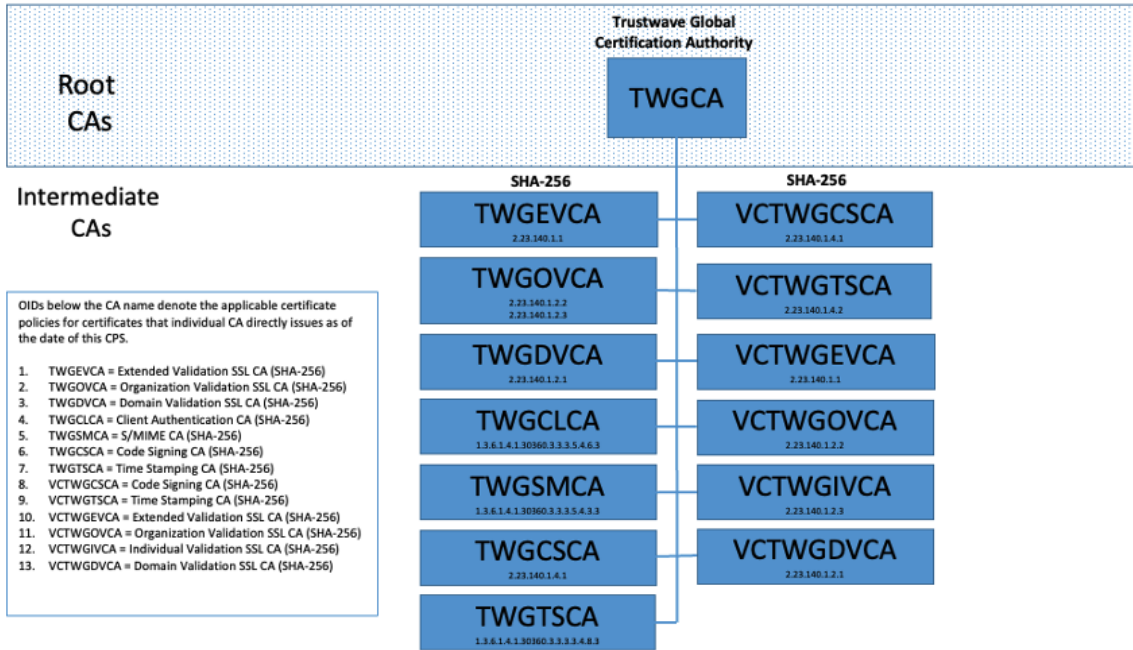 Trustwave Global
Certification Authority
Root
CAs
TWGCA
Intermediate
CAs
SHA-256
SHA-256
TWGEVCA
2.23.140.1.1
VCTWGCSCA
2.23.140.1.4.1
TWGOVCA
2.23.140.1.2.2
2.23.140.1.2.3
VCTWGTSCA
2.23.140.1.4.2
TWGDVCA
2.23.140.1.2.1
VCTWGEVCA
2.23.140.1.1
TWGCLCA
1.3.6.1.4.1.30360.3.3.3.5.4.6.3
VCTWGOVCA
2.23.140.1.2.2
TWGSMCA
1.3.6.1.4.1.30360.3.3.3.5.4.3.3
VCTWGIVCA
2.23.140.1.2.3
TWGCSCA
2.23.140.1.4.1
VCTWGDVCA
2.23.140.1.2.1
TWGTSCA
1.3.6.1.4.1.30360.3.3.3.3.4.8.3
OIDs below the CA name denote the applicable certificate
policies for certificates that individual CA directly issues as of
the date of this CPS.
1. TWGEVCA = Extended Validation SSL CA (SHA-256)
2. TWGOVCA = Organization Validation SSL CA (SHA-256)
3. TWGDVCA = Domain Validation SSL CA (SHA-256)
4. TWGCLCA = Client Authentication CA (SHA-256)
5. TWGSMCA = S/MIME CA (SHA-256)
6. TWGCSCA = Code Signing CA (SHA-256)
7. TWGTSCA = Time Stamping CA (SHA-256)
8. VCTWGCSCA = Code Signing CA (SHA-256)
9. VCTWGTSCA = Time Stamping CA (SHA-256)
10. VCTWGEVCA = Extended Validation SSL CA (SHA-256)
11. VCTWGOVCA = Organization Validation SSL CA (SHA-256)
12. VCTWGIVCA = Individual Validation SSL CA (SHA-256)
13. VCTWGDVCA = Domain Validation SSL CA (SHA-256)